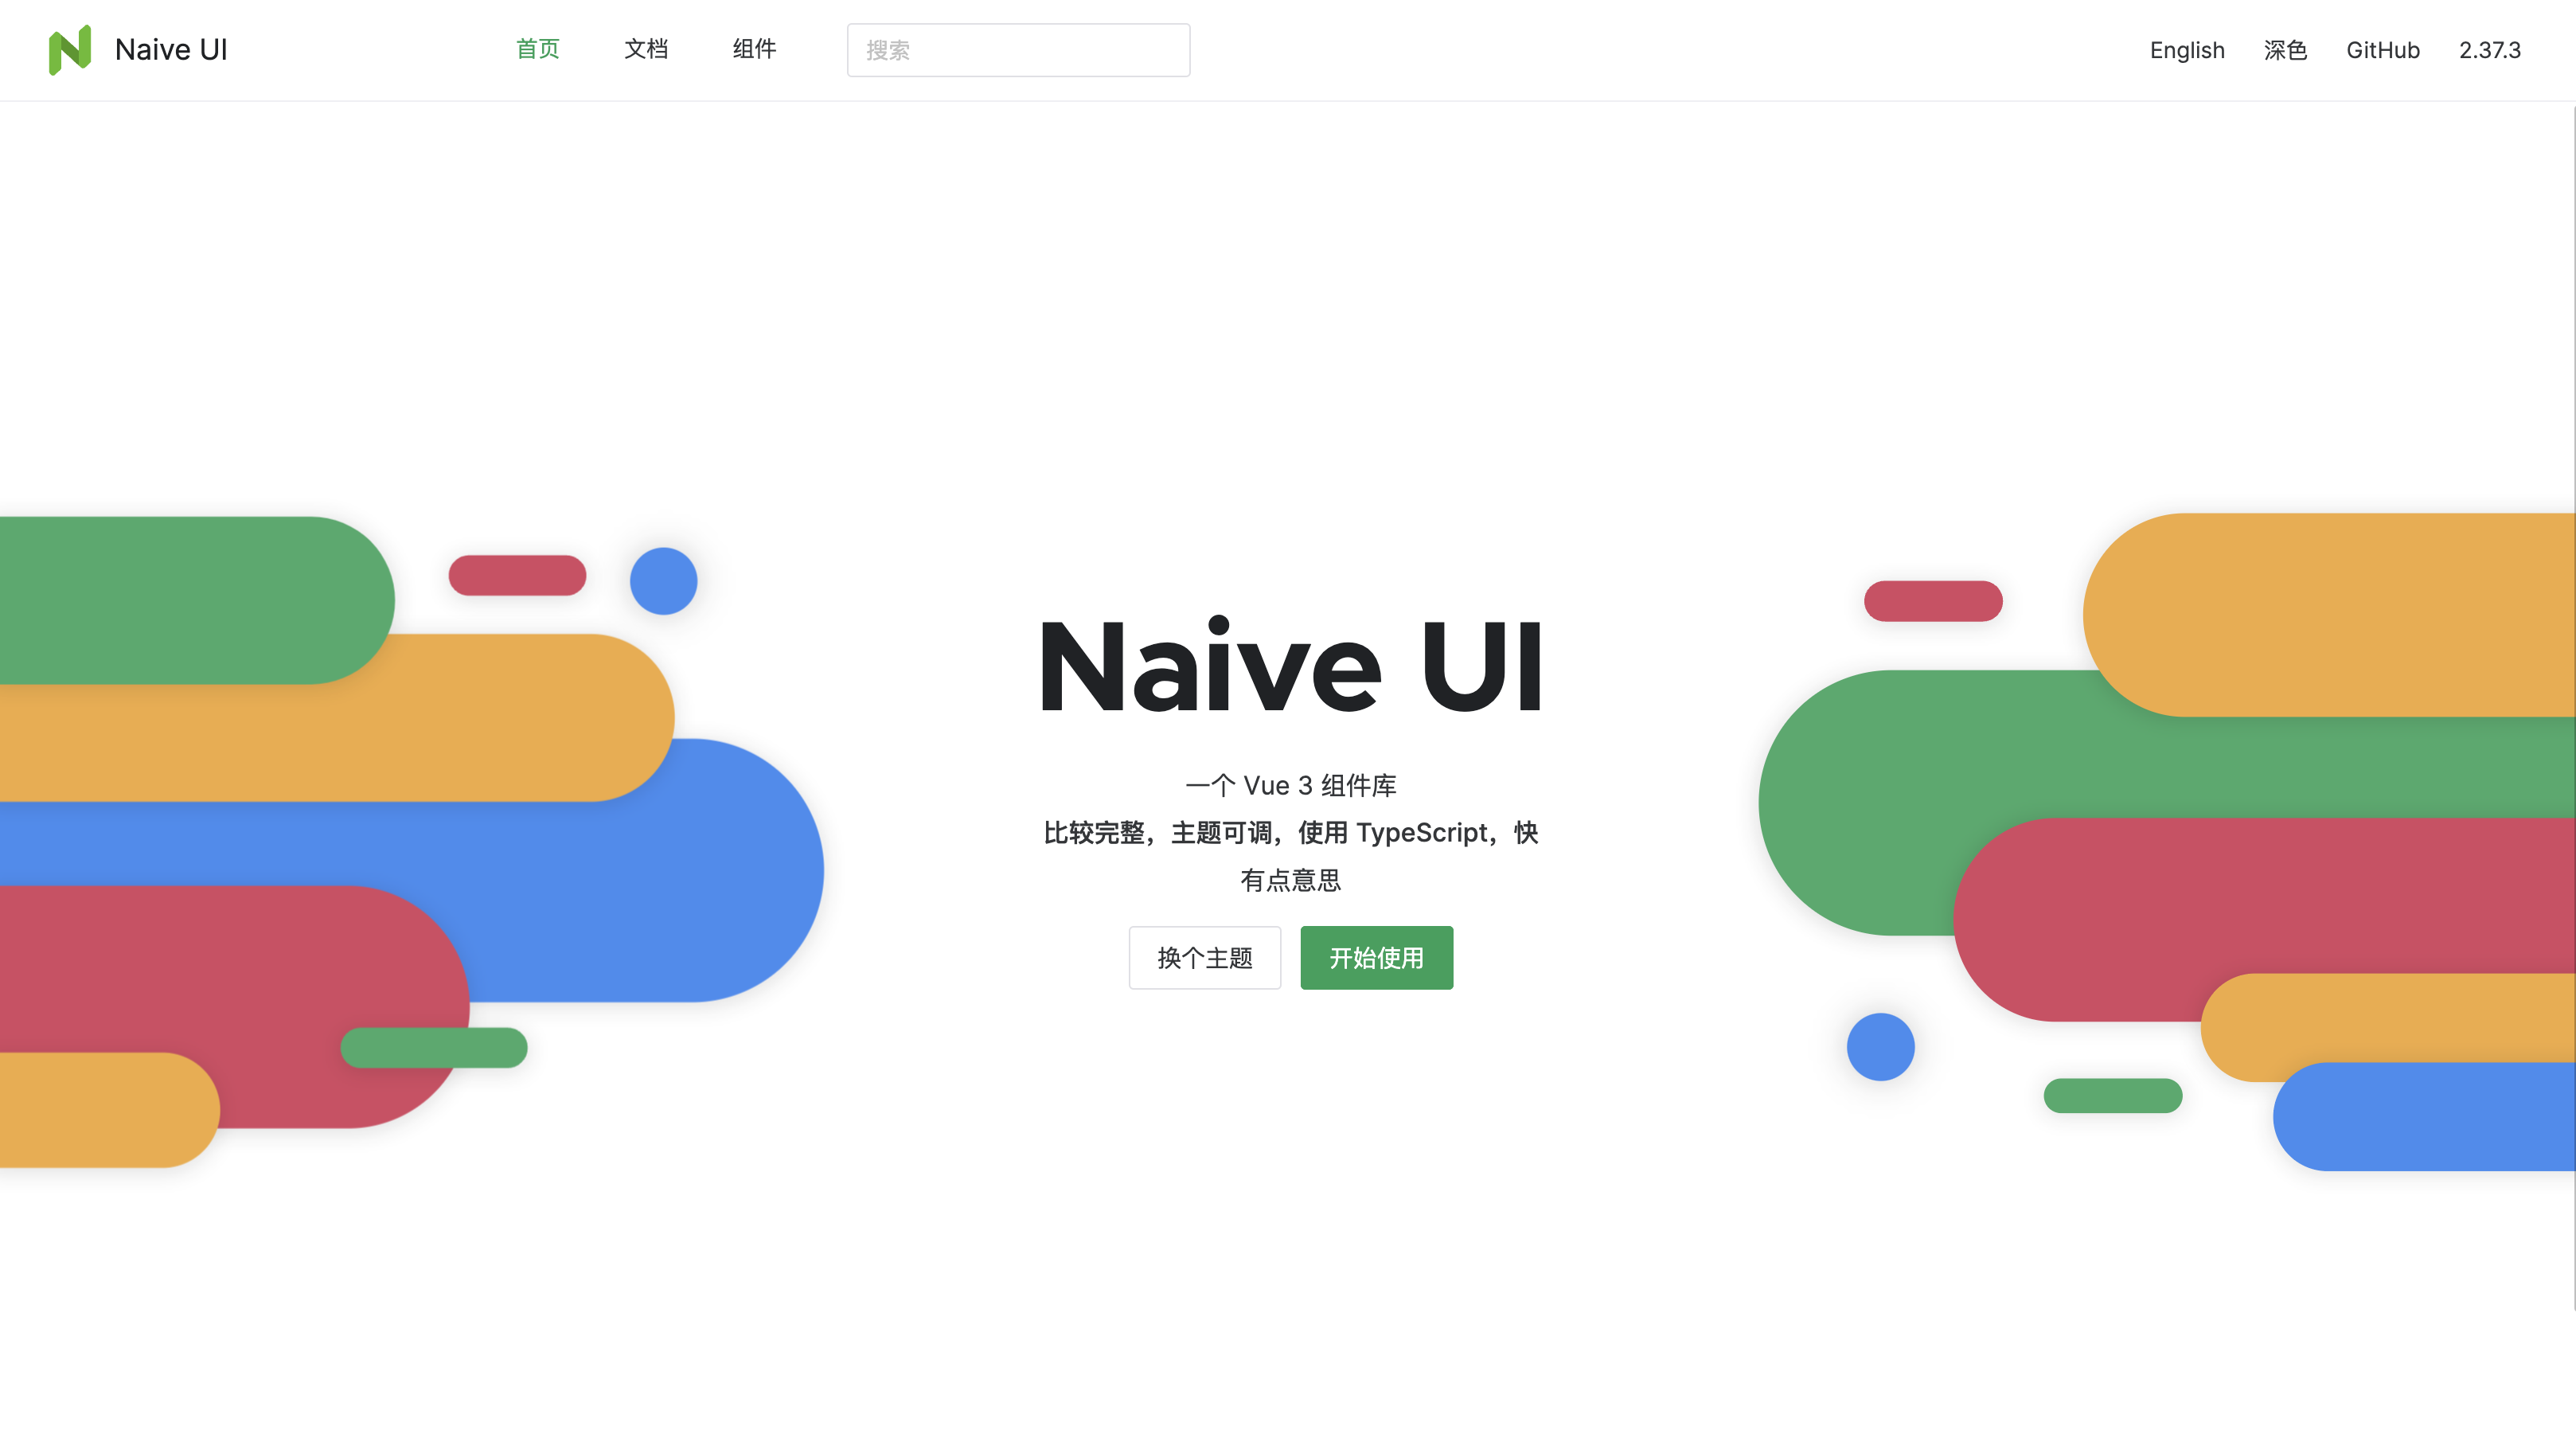 Naive UI
首页 文档 组件 搜索
English 深色 GitHub 2.37.3
Naive UI
一个 Vue 3 组件库
比较完整，主题可调，使用 TypeScript，快
有点意思
换个主题 开始使用